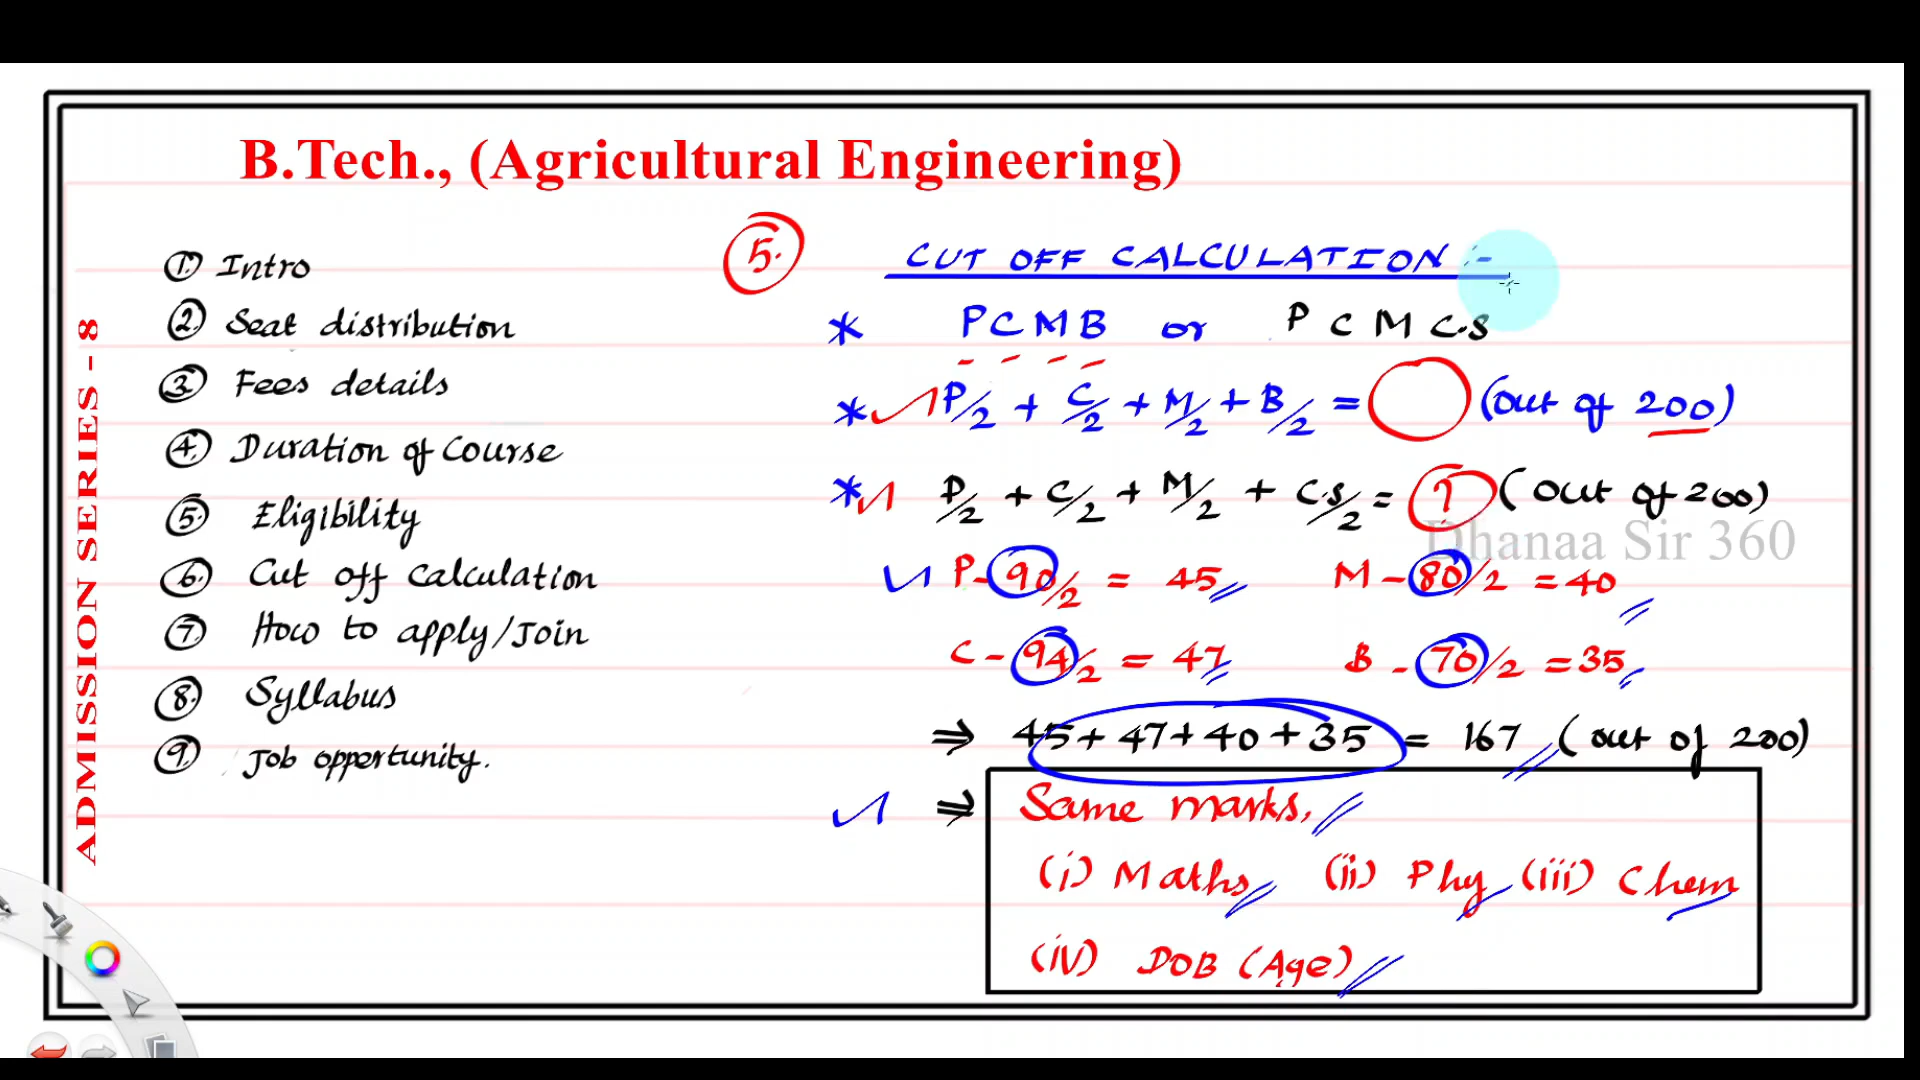 B.Tech., (Agricultural Engineering)
ADMISSION SERIES - 8
1. Intro
2. Seat distribution
3. Fees details
4. Duration of Course
5. Eligibility
6. Cut off calculation
7. How to apply/Join
8. Syllabus
9. Job opportunity.
5. CUT OFF CALCULATION :-
* PCMB or PCM C.S
* P/2 + C/2 + M/2 + B/2 = (out of 200)
* P/2 + C/2 + M/2 + C.S/2 = ? (out of 200)
Dhanaa Sir 360
P - 90/2 = 45 M - 80/2 = 40
C - 94/2 = 47 B - 70/2 = 35
⇒ 45 + 47 + 40 + 35 = 167 (out of 200)
⇒ Same marks.
(i) Maths (ii) Phy (iii) Chem
(iv) DOB (Age)